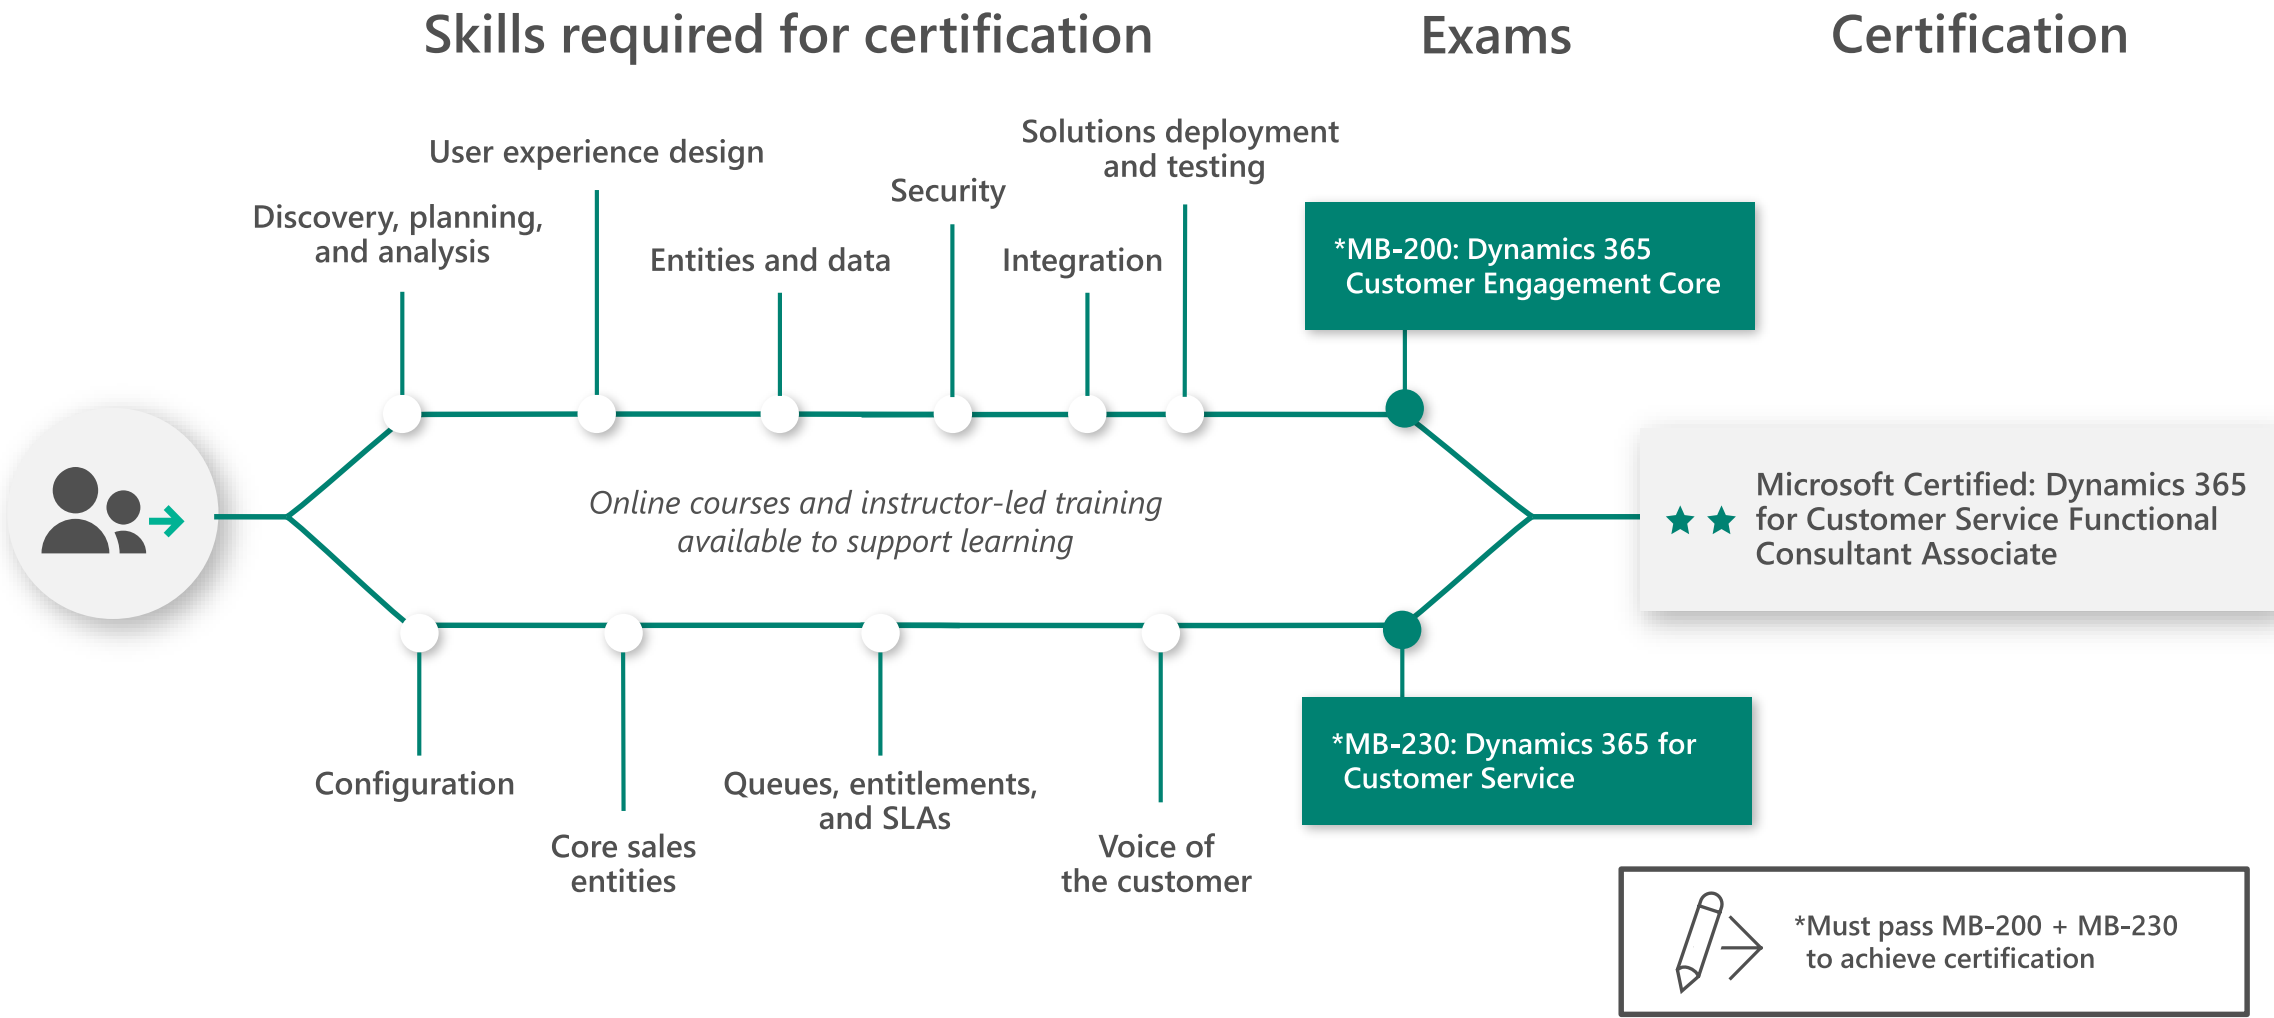 Skills required for certification
Exams
Certification
Solutions deployment
and testing
User experience design
Security
Discovery, planning,
and analysis
Entities and data
Integration
*MB-200: Dynamics 365
Customer Engagement Core
Online courses and instructor-led training
available to support learning
Microsoft Certified: Dynamics 365
for Customer Service Functional
Consultant Associate
Configuration
Core sales
entities
Queues, entitlements,
and SLAs
Voice of
the customer
*MB-230: Dynamics 365 for
Customer Service
*Must pass MB-200 + MB-230
to achieve certification